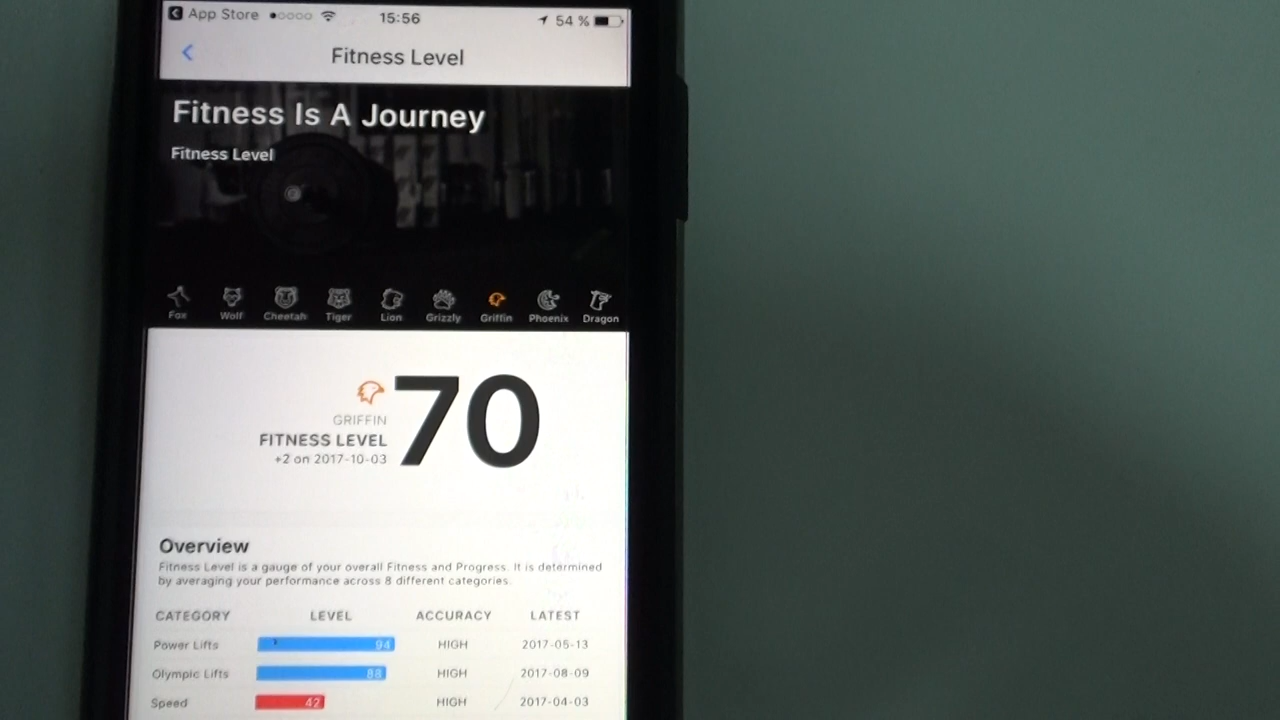 App Store 15:56 54 %
Fitness Level
Fitness Is A Journey
Fitness Level
Fox Wolf Cheetah Tiger Lion Grizzly Griffin Phoenix Dragon
70
GRIFFIN
FITNESS LEVEL
+2 on 2017-10-03
Overview
Fitness Level is a gauge of your overall Fitness and Progress. It is determined
by averaging your performance across 8 different categories.
CATEGORY LEVEL ACCURACY LATEST
Power Lifts 94 HIGH 2017-05-13
Olympic Lifts 88 HIGH 2017-08-09
Speed 42 HIGH 2017-04-03